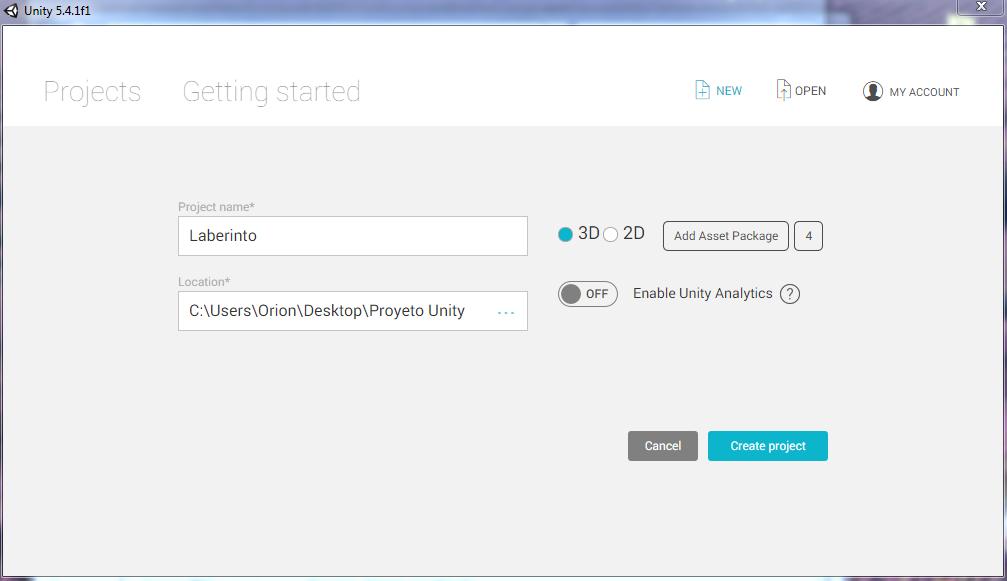 Unity 5.4.1f1
Projects Getting started NEW OPEN MY ACCOUNT
Project name*
Laberinto
3D 2D Add Asset Package 4
Location*
C:\Users\Orion\Desktop\Proyeto Unity ...
OFF Enable Unity Analytics ?
Cancel Create project